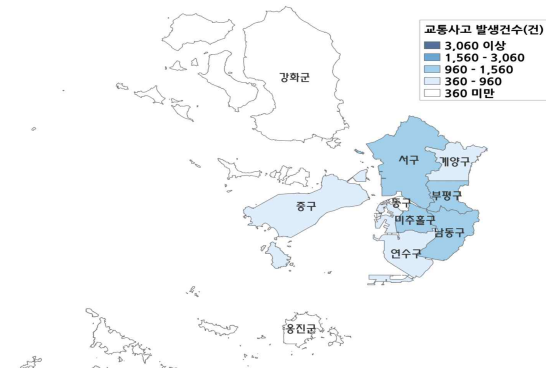 교통사고 발생건수(건)
3,060 이상
1,560 - 3,060
960 - 1,560
360 - 960
360 미만
강화군
서구
계양구
부평구
동구
중구
미추홀구
남동구
연수구
옹진군